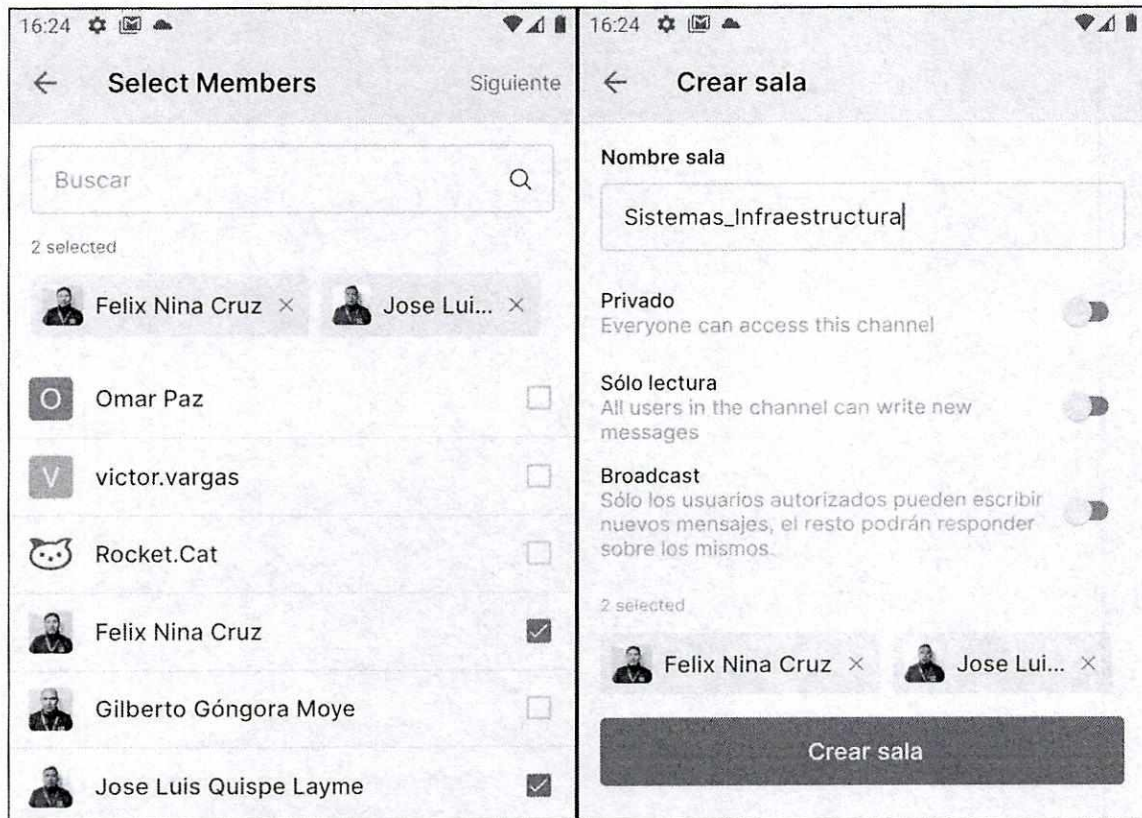 16:24
Select Members
Siguiente
Buscar
2 selected
Felix Nina Cruz ×
Jose Lui... ×
O
Omar Paz
V
victor.vargas
Rocket.Cat
Felix Nina Cruz
Gilberto Góngora Moye
Jose Luis Quispe Layme
16:24
Crear sala
Nombre sala
Sistemas_Infraestructura
Privado
Everyone can access this channel
Sólo lectura
All users in the channel can write new
messages
Broadcast
Sólo los usuarios autorizados pueden escribir
nuevos mensajes, el resto podrán responder
sobre los mismos.
2 selected
Felix Nina Cruz ×
Jose Lui... ×
Crear sala